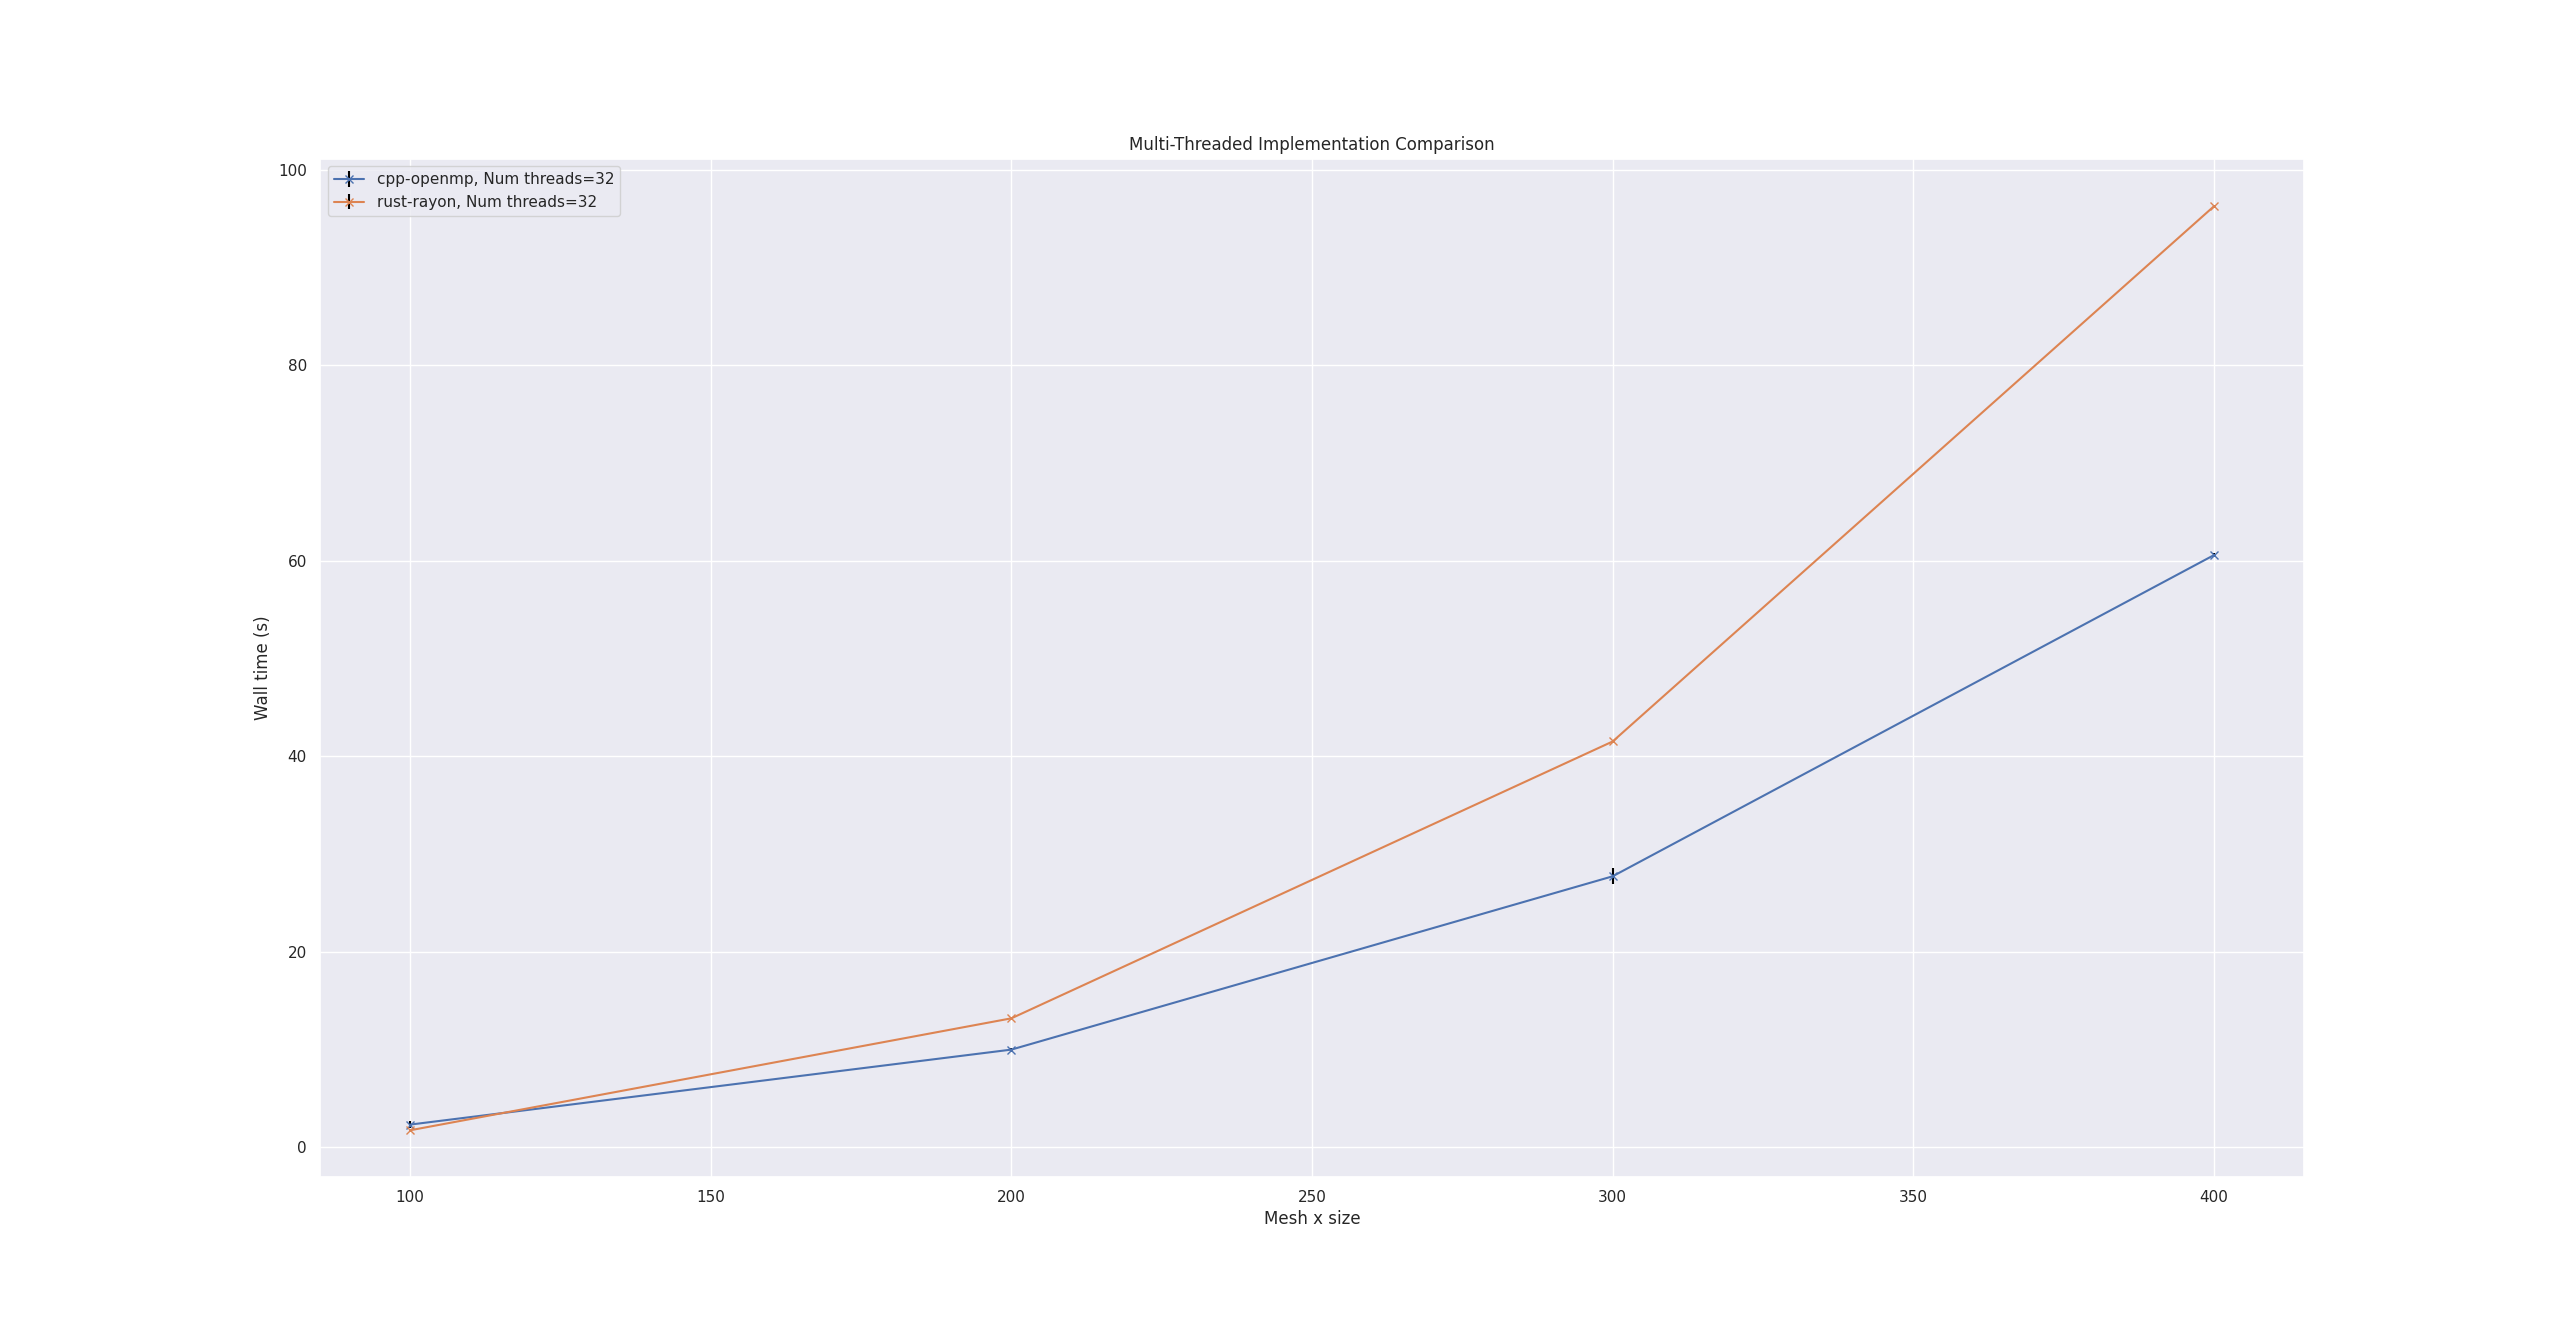 Multi-Threaded Implementation Comparison
cpp-openmp, Num threads=32
rust-rayon, Num threads=32
100
80
60
40
20
0
Wall time (s)
100 150 200 250 300 350 400
Mesh x size